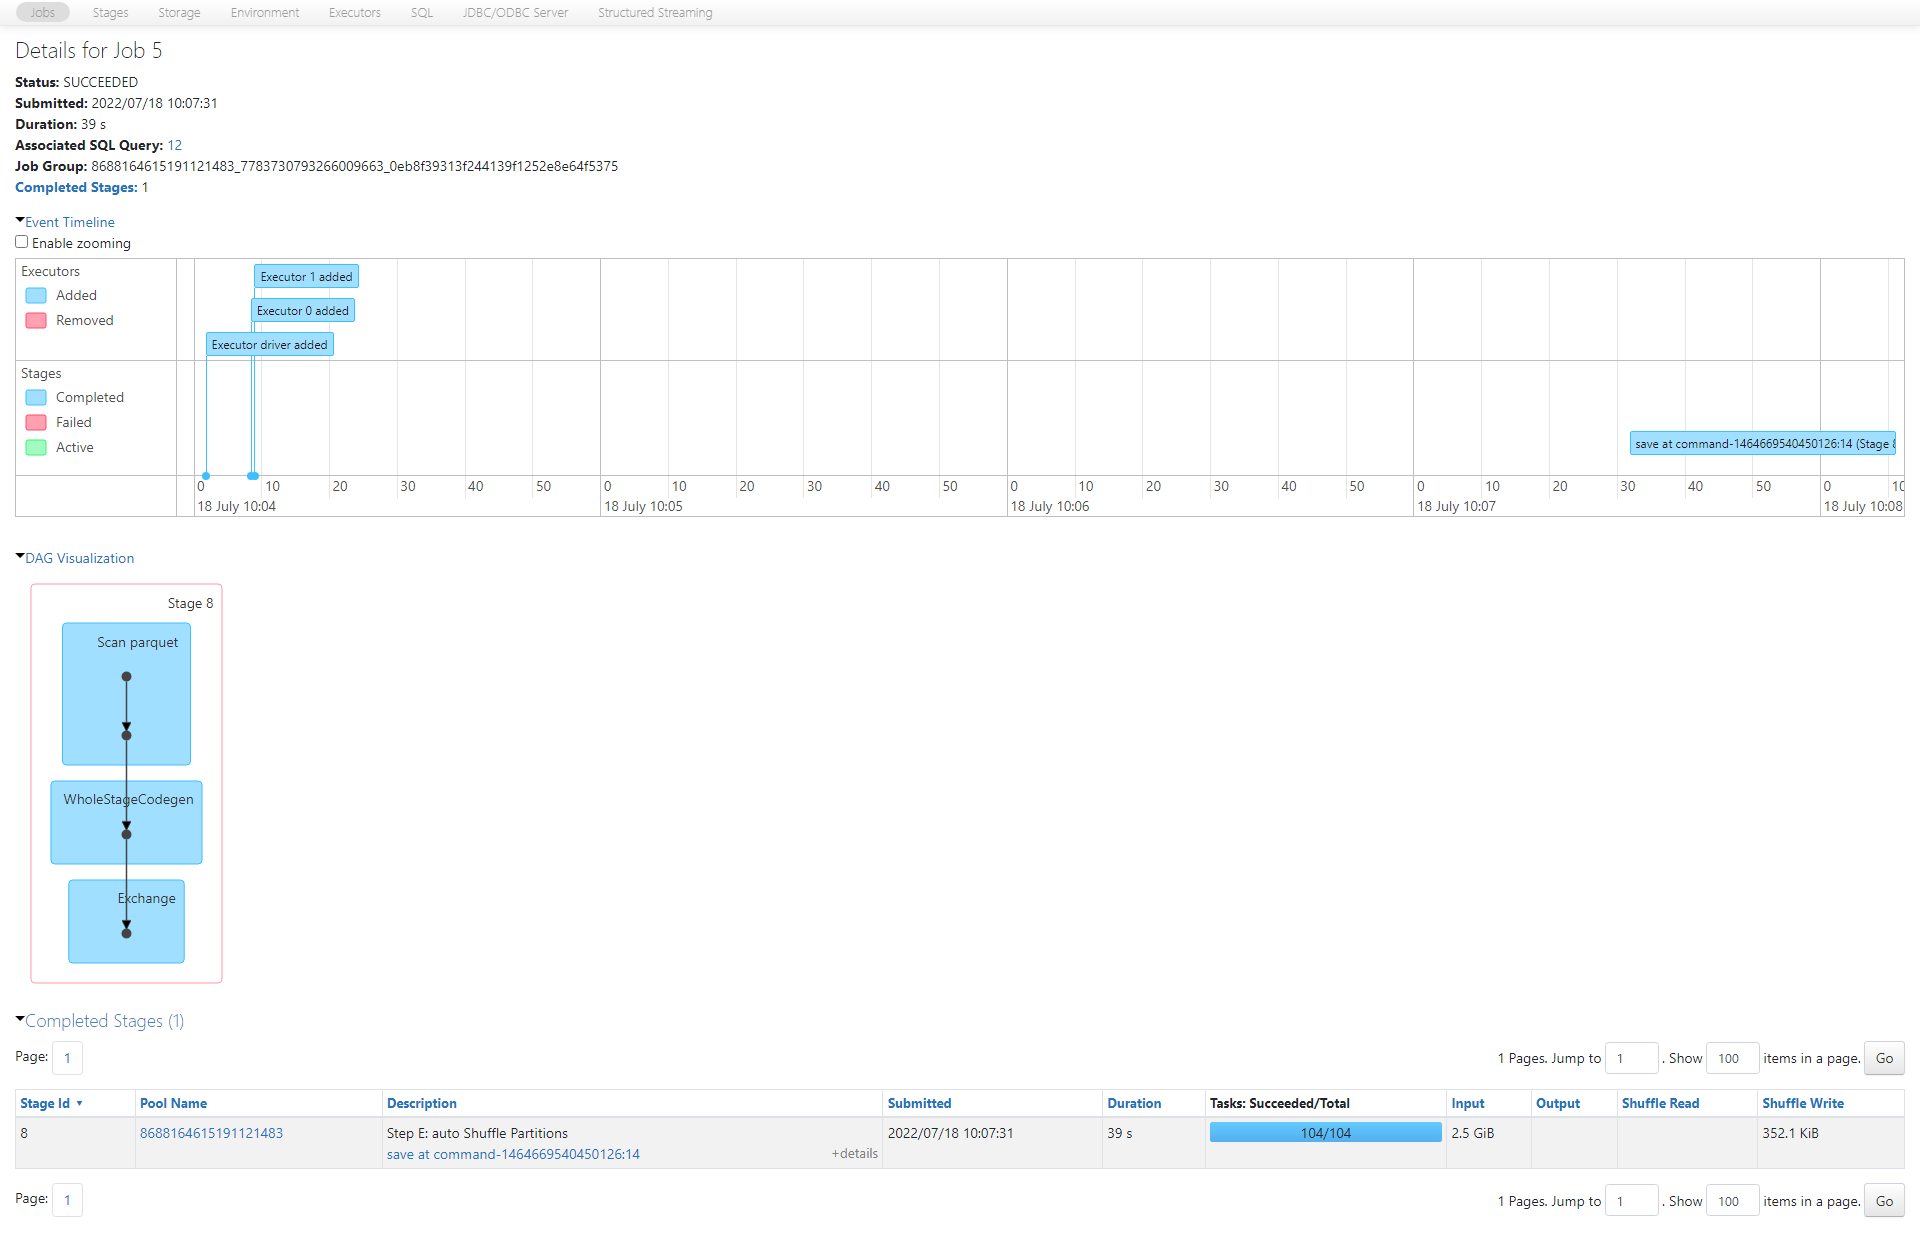 Jobs Stages Storage Environment Executors SQL JDBC/ODBC Server Structured Streaming
Details for Job 5
Status: SUCCEEDED
Submitted: 2022/07/18 10:07:31
Duration: 39 s
Associated SQL Query: 12
Job Group: 8688164615191121483_7783730793266009663_0eb8f39313f244139f1252e8e64f5375
Completed Stages: 1
Event Timeline
Enable zooming
Executors
Added
Removed
Executor 1 added
Executor 0 added
Executor driver added
Stages
Completed
Failed
Active
save at command-1464669540450126:14 (Stage 8
0 10 20 30 40 50 0 10 20 30 40 50 0 10 20 30 40 50 0 10 20 30 40 50 0 10
18 July 10:04 18 July 10:05 18 July 10:06 18 July 10:07 18 July 10:08
DAG Visualization
Stage 8
Scan parquet
WholeStageCodegen
Exchange
Completed Stages (1)
Page: 1 1 Pages. Jump to 1 . Show 100 items in a page. Go
Stage Id Pool Name Description Submitted Duration Tasks: Succeeded/Total Input Output Shuffle Read Shuffle Write
8 8688164615191121483 Step E: auto Shuffle Partitions 2022/07/18 10:07:31 39 s 104/104 2.5 GiB 352.1 KiB
save at command-1464669540450126:14 +details
Page: 1 1 Pages. Jump to 1 . Show 100 items in a page. Go